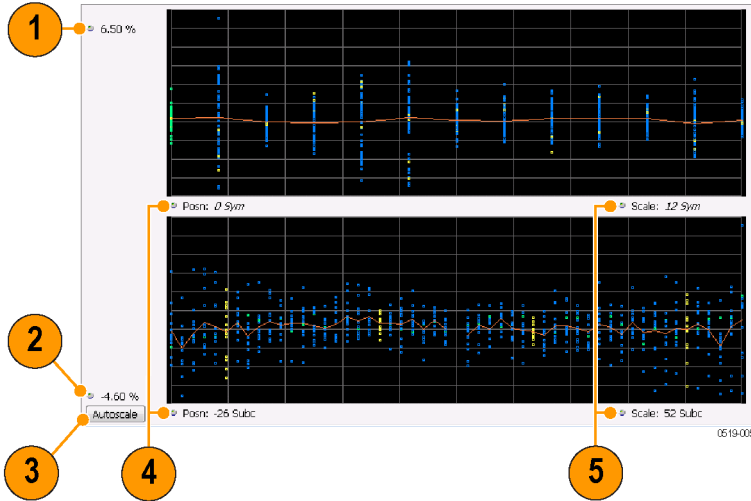 1
6.50 %
Posn: 0 Sym
Scale: 12 Sym
2
-4.60 %
Autoscale
Posn: -26 Subc
Scale: 52 Subc
0519-005
3
4
5